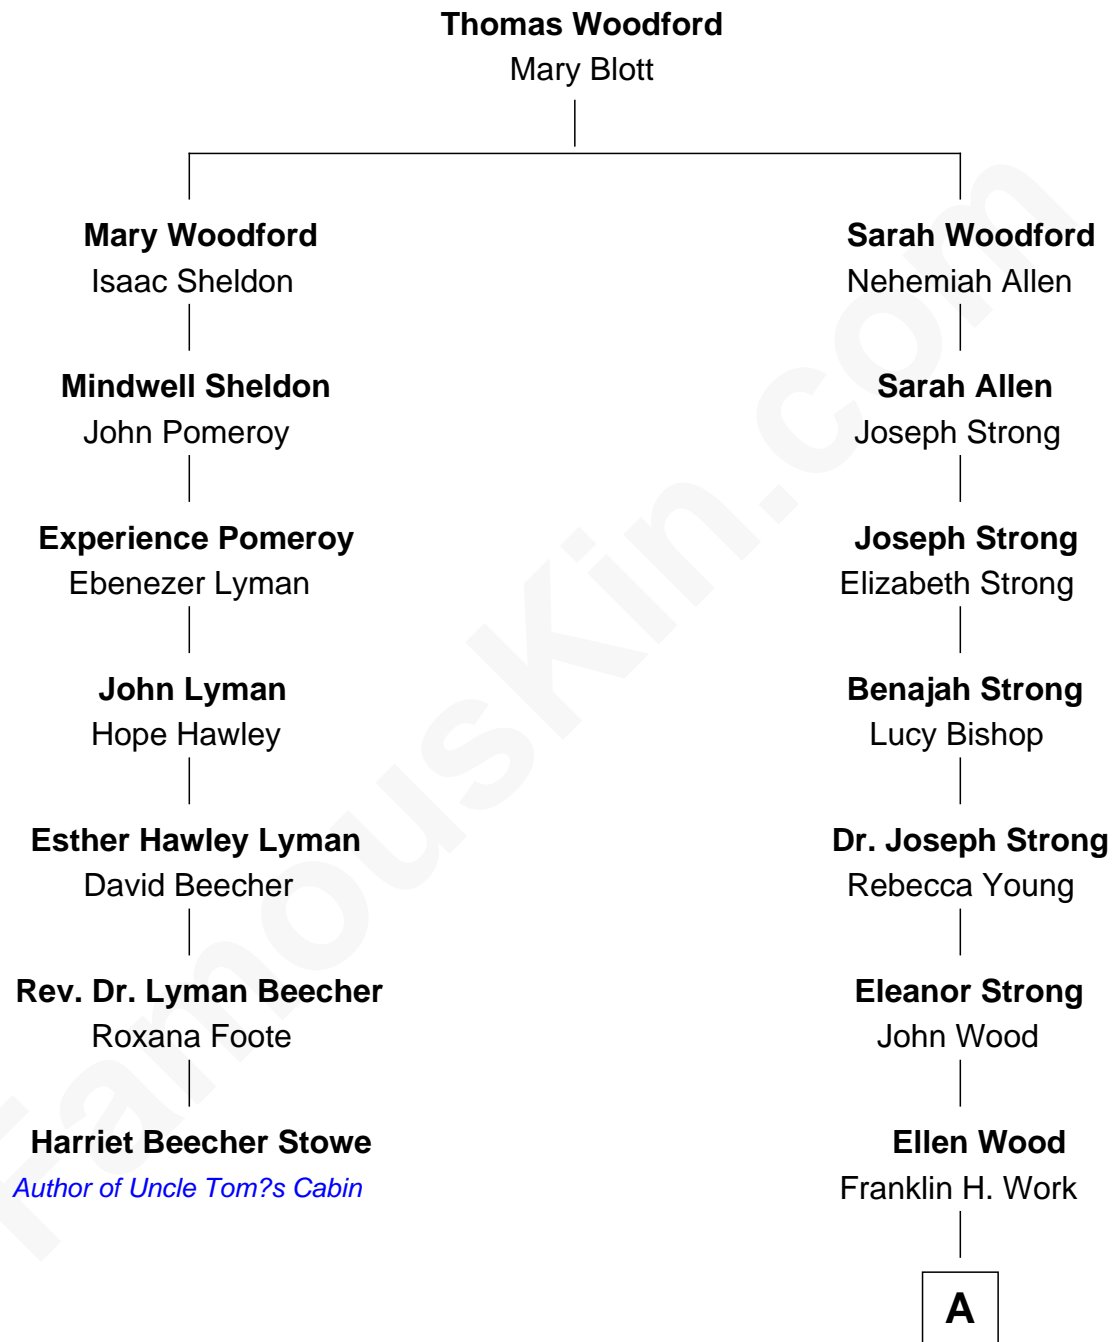 Thomas Woodford
Mary Blott
Mary Woodford
Isaac Sheldon
Mindwell Sheldon
John Pomeroy
Experience Pomeroy
Ebenezer Lyman
John Lyman
Hope Hawley
Esther Hawley Lyman
David Beecher
Rev. Dr. Lyman Beecher
Roxana Foote
Harriet Beecher Stowe
Author of Uncle Tom?s Cabin
Sarah Woodford
Nehemiah Allen
Sarah Allen
Joseph Strong
Joseph Strong
Elizabeth Strong
Benajah Strong
Lucy Bishop
Dr. Joseph Strong
Rebecca Young
Eleanor Strong
John Wood
Ellen Wood
Franklin H. Work
A
FamousKin.com